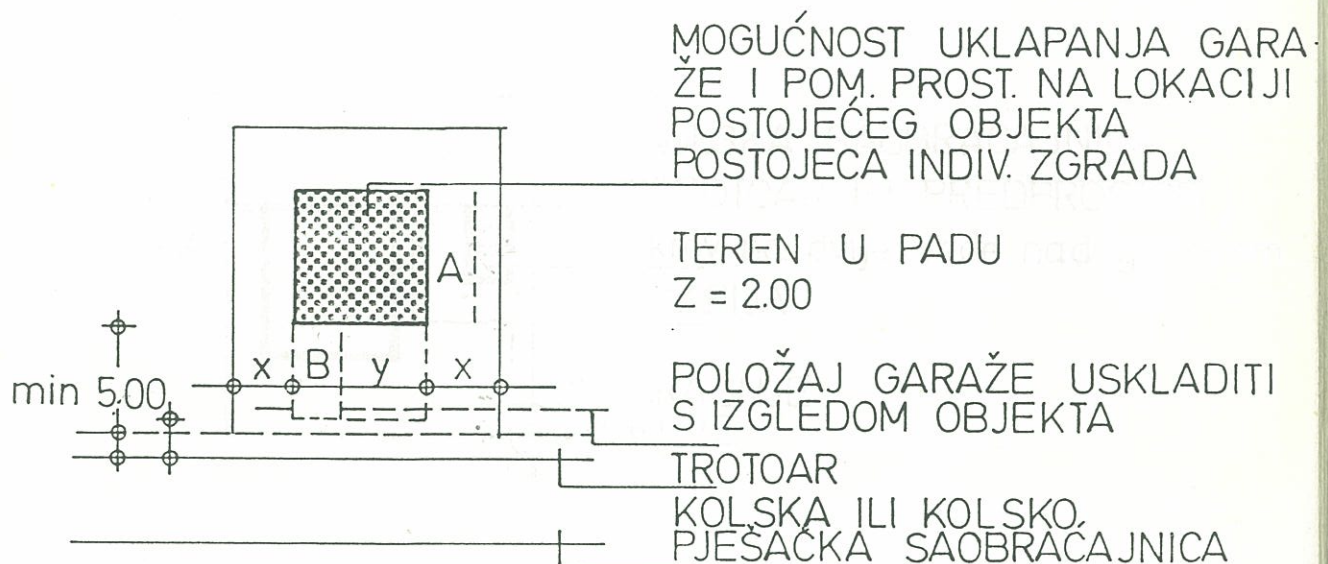 MOGUĆNOST UKLAPANJA GARA-
ŽE I POM. PROST. NA LOKACIJI
POSTOJEĆEG OBJEKTA
POSTOJECA INDIV. ZGRADA
TEREN U PADU
Z = 2.00
A
x B y x
min 5.00
POLOŽAJ GARAŽE USKLADITI
S IZGLEDOM OBJEKTA
TROTOAR
KOLSKA ILI KOLSKO.
PJEŠAČKA SAOBRAĆAJNICA